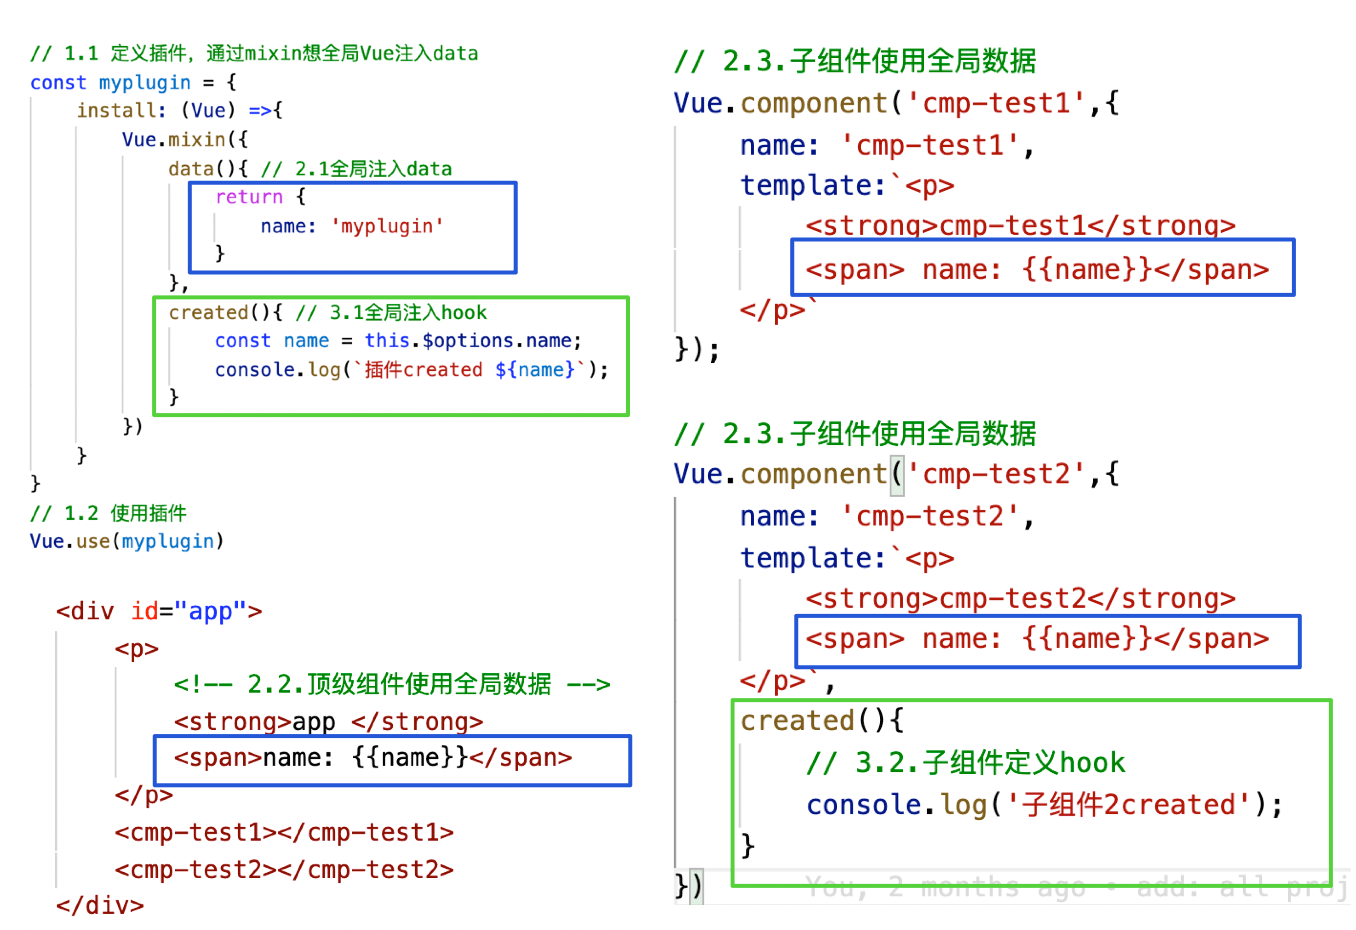 // 1.1 定义插件，通过mixin想全局Vue注入data
const myplugin = {
install: (Vue) =>{
Vue.mixin({
data(){ // 2.1全局注入data
return {
name: 'myplugin'
}
},
created(){ // 3.1全局注入hook
const name = this.$options.name;
console.log(`插件created ${name}`);
}
})
}
}
// 1.2 使用插件
Vue.use(myplugin)
<div id="app">
<p>
<!-- 2.2.顶级组件使用全局数据 -->
<strong>app </strong>
<span>name: {{name}}</span>
</p>
<cmp-test1></cmp-test1>
<cmp-test2></cmp-test2>
</div>
// 2.3.子组件使用全局数据
Vue.component('cmp-test1',{
name: 'cmp-test1',
template:`<p>
<strong>cmp-test1</strong>
<span> name: {{name}}</span>
</p>`
});
// 2.3.子组件使用全局数据
Vue.component('cmp-test2',{
name: 'cmp-test2',
template:`<p>
<strong>cmp-test2</strong>
<span> name: {{name}}</span>
</p>`,
created(){
// 3.2.子组件定义hook
console.log('子组件2created');
}
}) You, 2 months ago • add: all proj